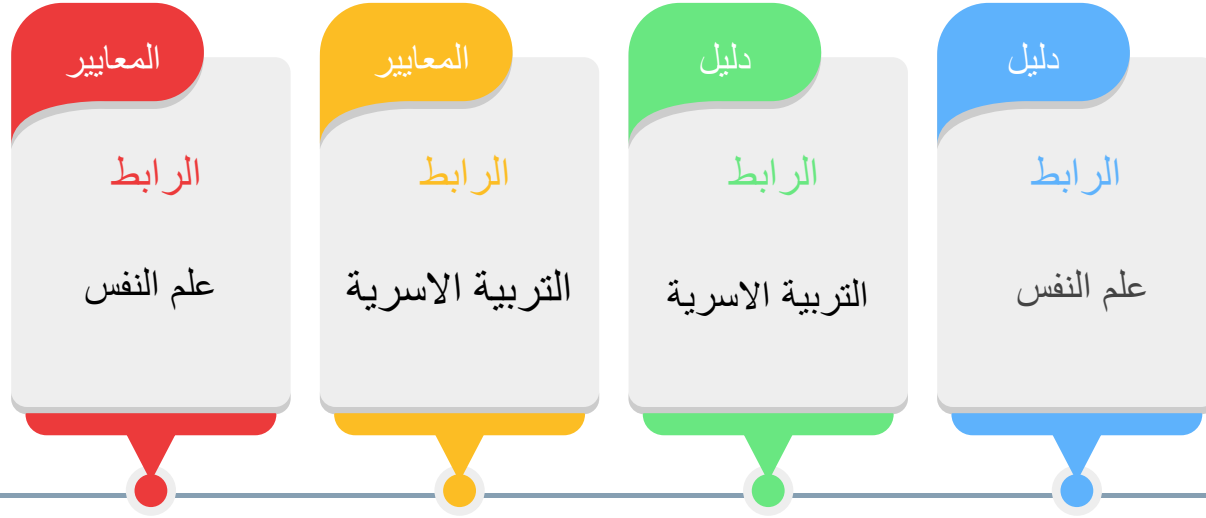 دليل
الرابط
علم النفس
دليل
الرابط
التربية الاسرية
المعايير
الرابط
التربية الاسرية
المعايير
الرابط
علم النفس